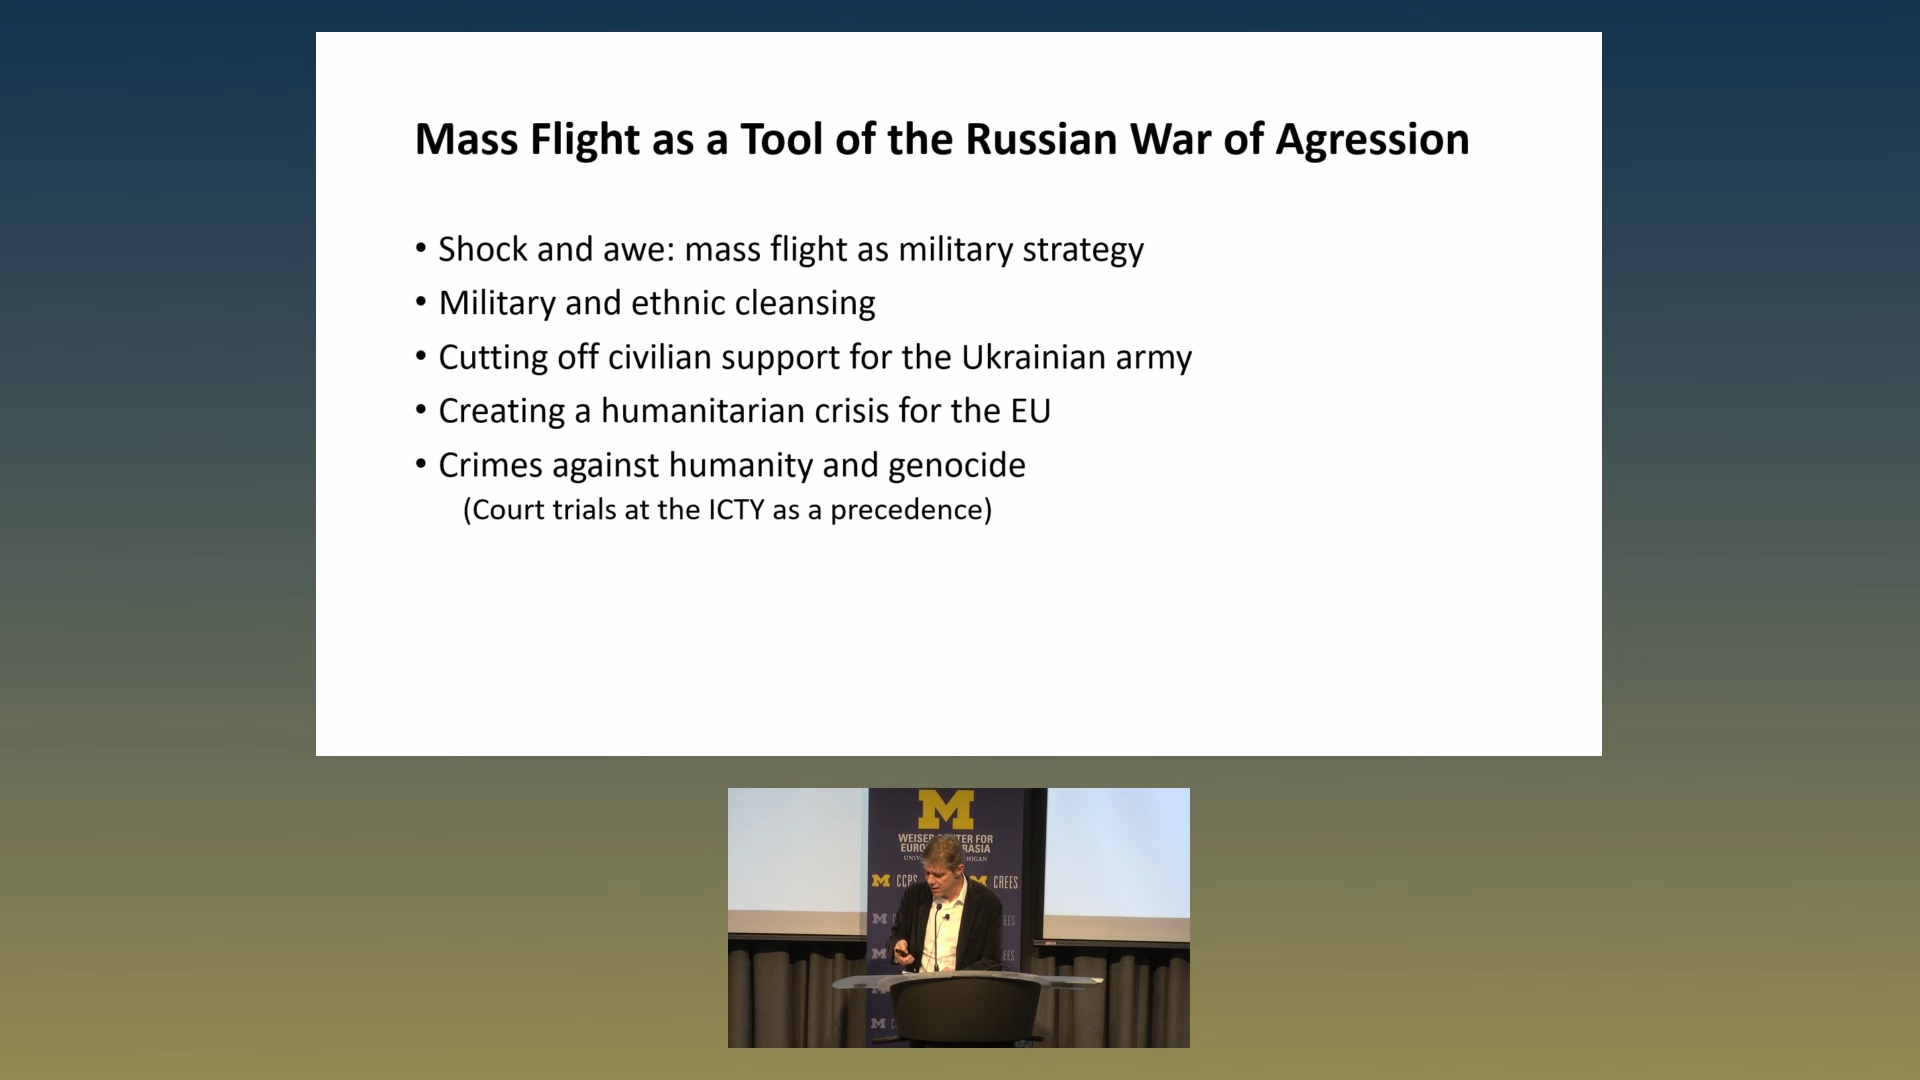 Mass Flight as a Tool of the Russian War of Agression
• Shock and awe: mass flight as military strategy
• Military and ethnic cleansing
• Cutting off civilian support for the Ukrainian army
• Creating a humanitarian crisis for the EU
• Crimes against humanity and genocide
(Court trials at the ICTY as a precedence)
M
FOR
M CCPS M CREES
M
M
M